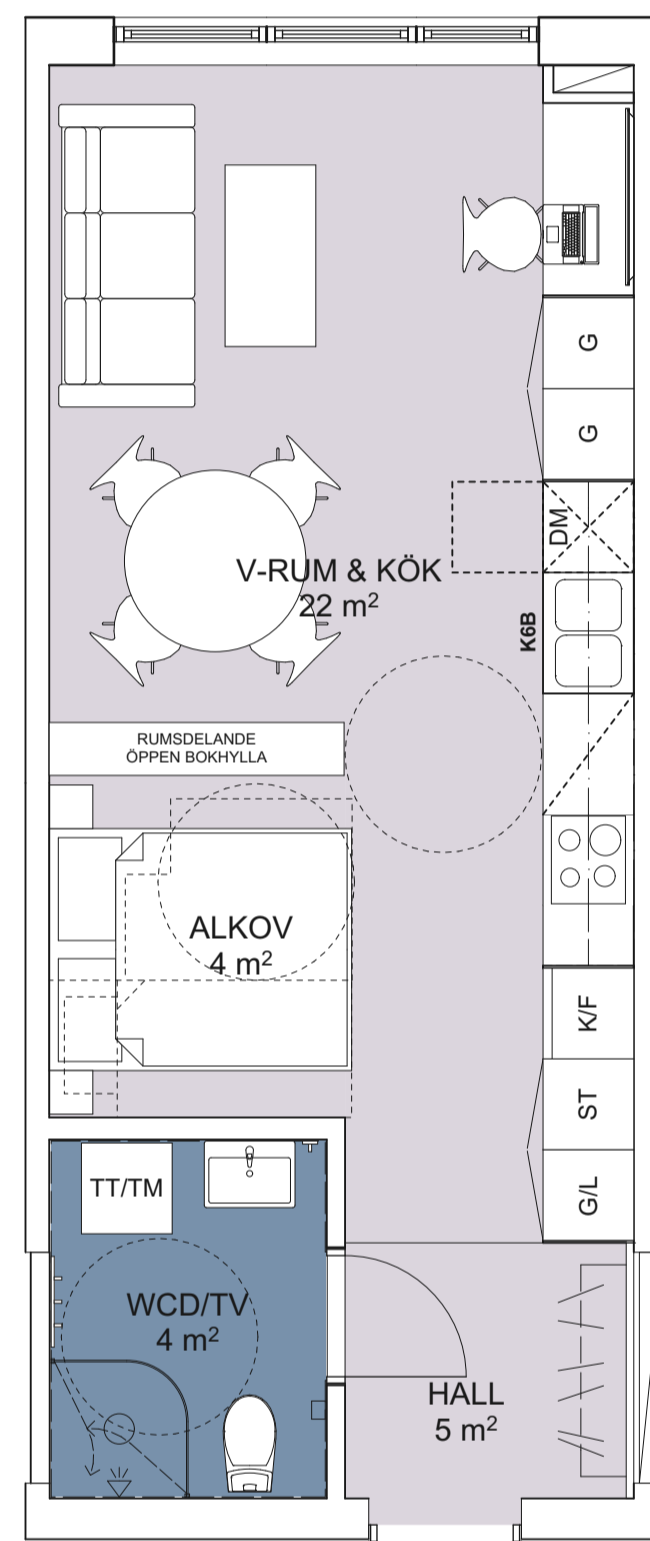 G
G
DM
V-RUM & KÖK
22 m²
K6B
RUMSDELANDE
ÖPPEN BOKHYLLA
ALKOV
4 m²
K/F
ST
TT/TM
G/L
WCD/TV
4 m²
HALL
5 m²